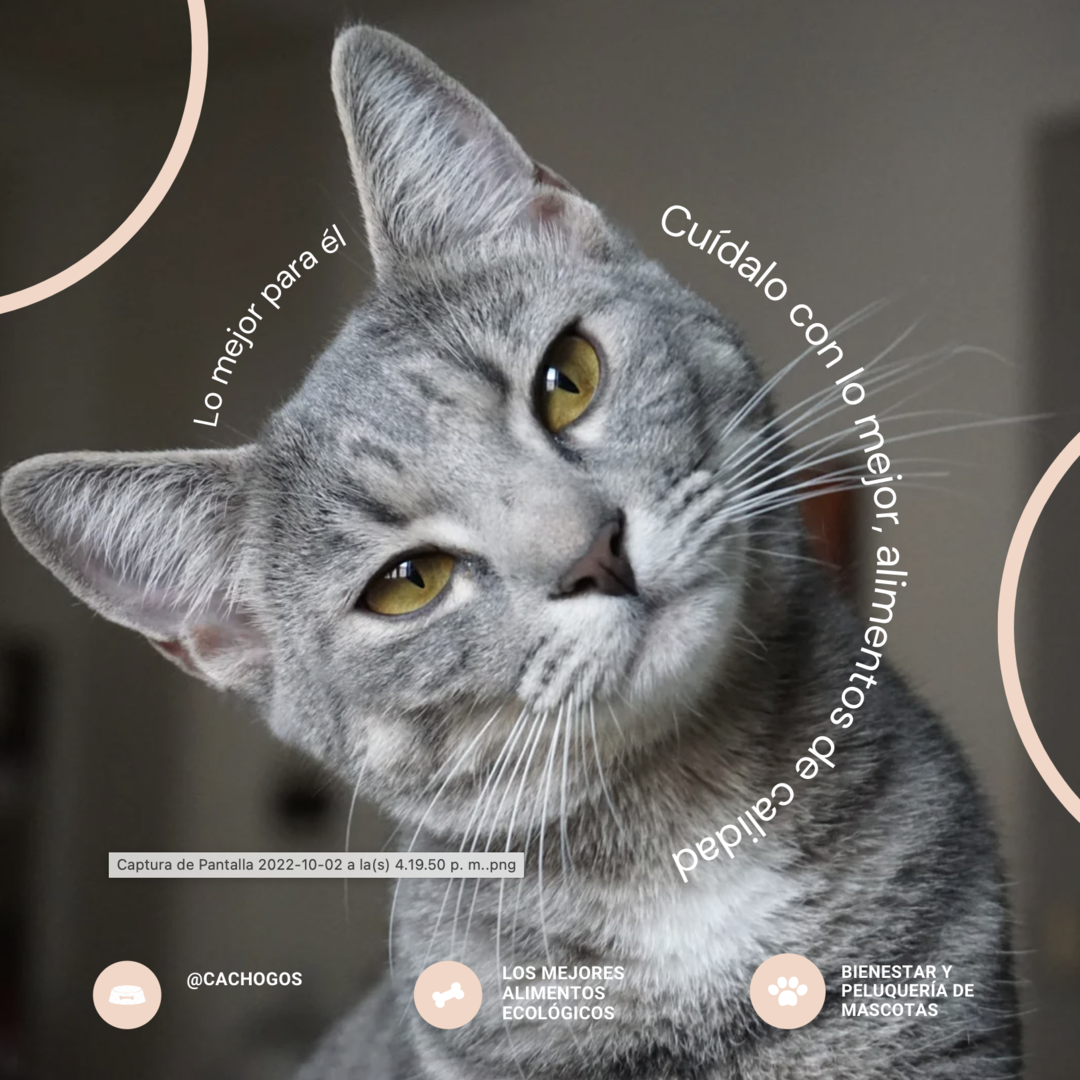 Lo mejor para él
Cuídalo con lo mejor, alimentos de calidad
Captura de Pantalla 2022-10-02 a la(s) 4.19.50 p. m..png
@CACHOGOS
LOS MEJORES
ALIMENTOS
ECOLÓGICOS
BIENESTAR Y
PELUQUERÍA DE
MASCOTAS